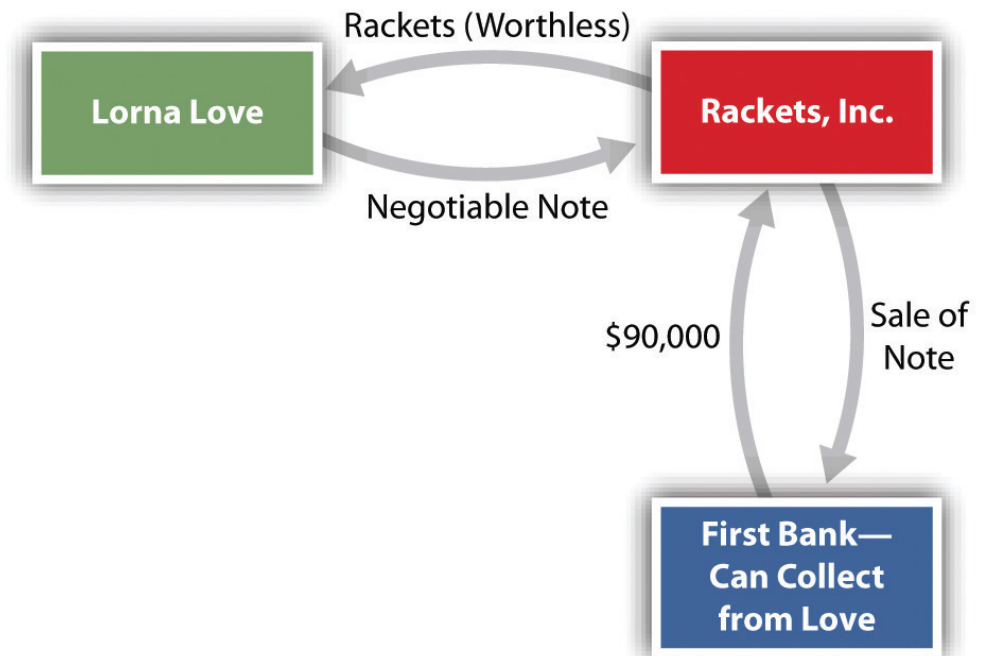 Rackets (Worthless)
Lorna Love
Rackets, Inc.
Negotiable Note
$90,000
Sale of
Note
First Bank—
Can Collect
from Love